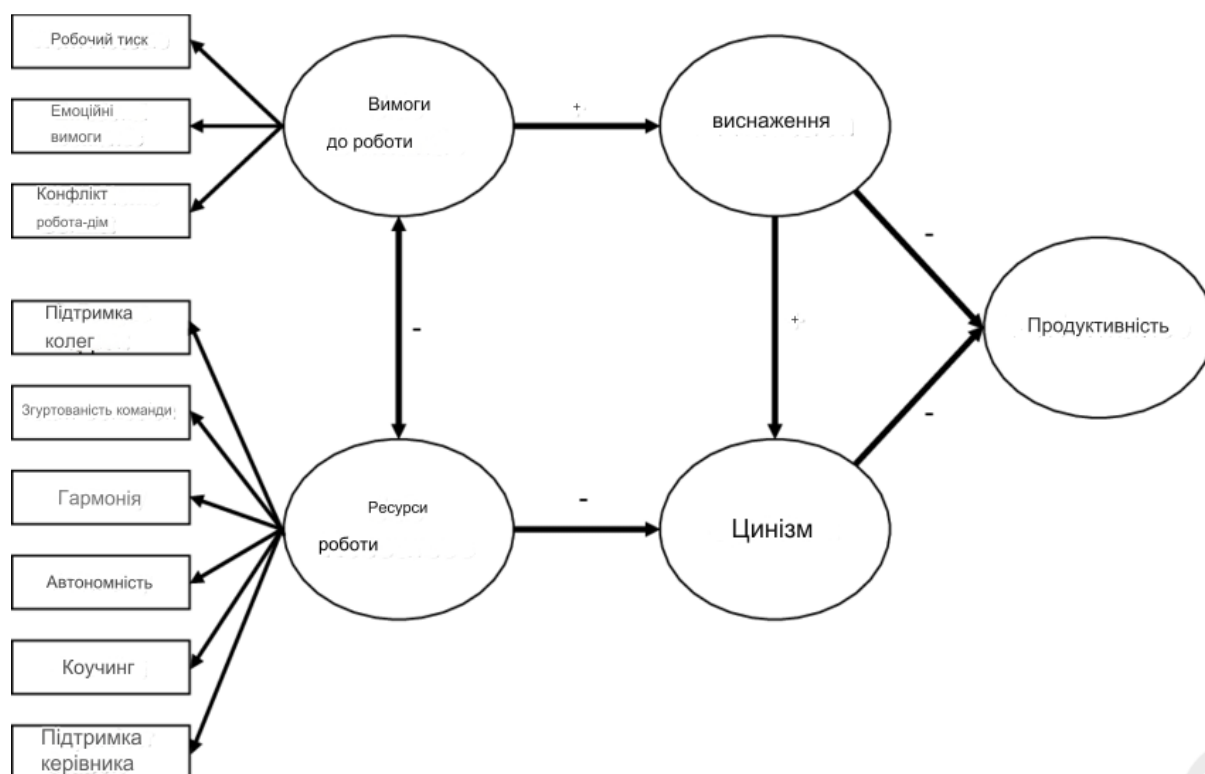 Робочий тиск
Емоційні
вимоги
Конфлікт
робота-дім
Підтримка
колег
Згуртованість команди
Гармонія
Автономність
Коучинг
Підтримка
керівника
Вимоги
до роботи
+
виснаження
-
-
+
Ресурси
роботи
-
Цинізм
-
Продуктивність